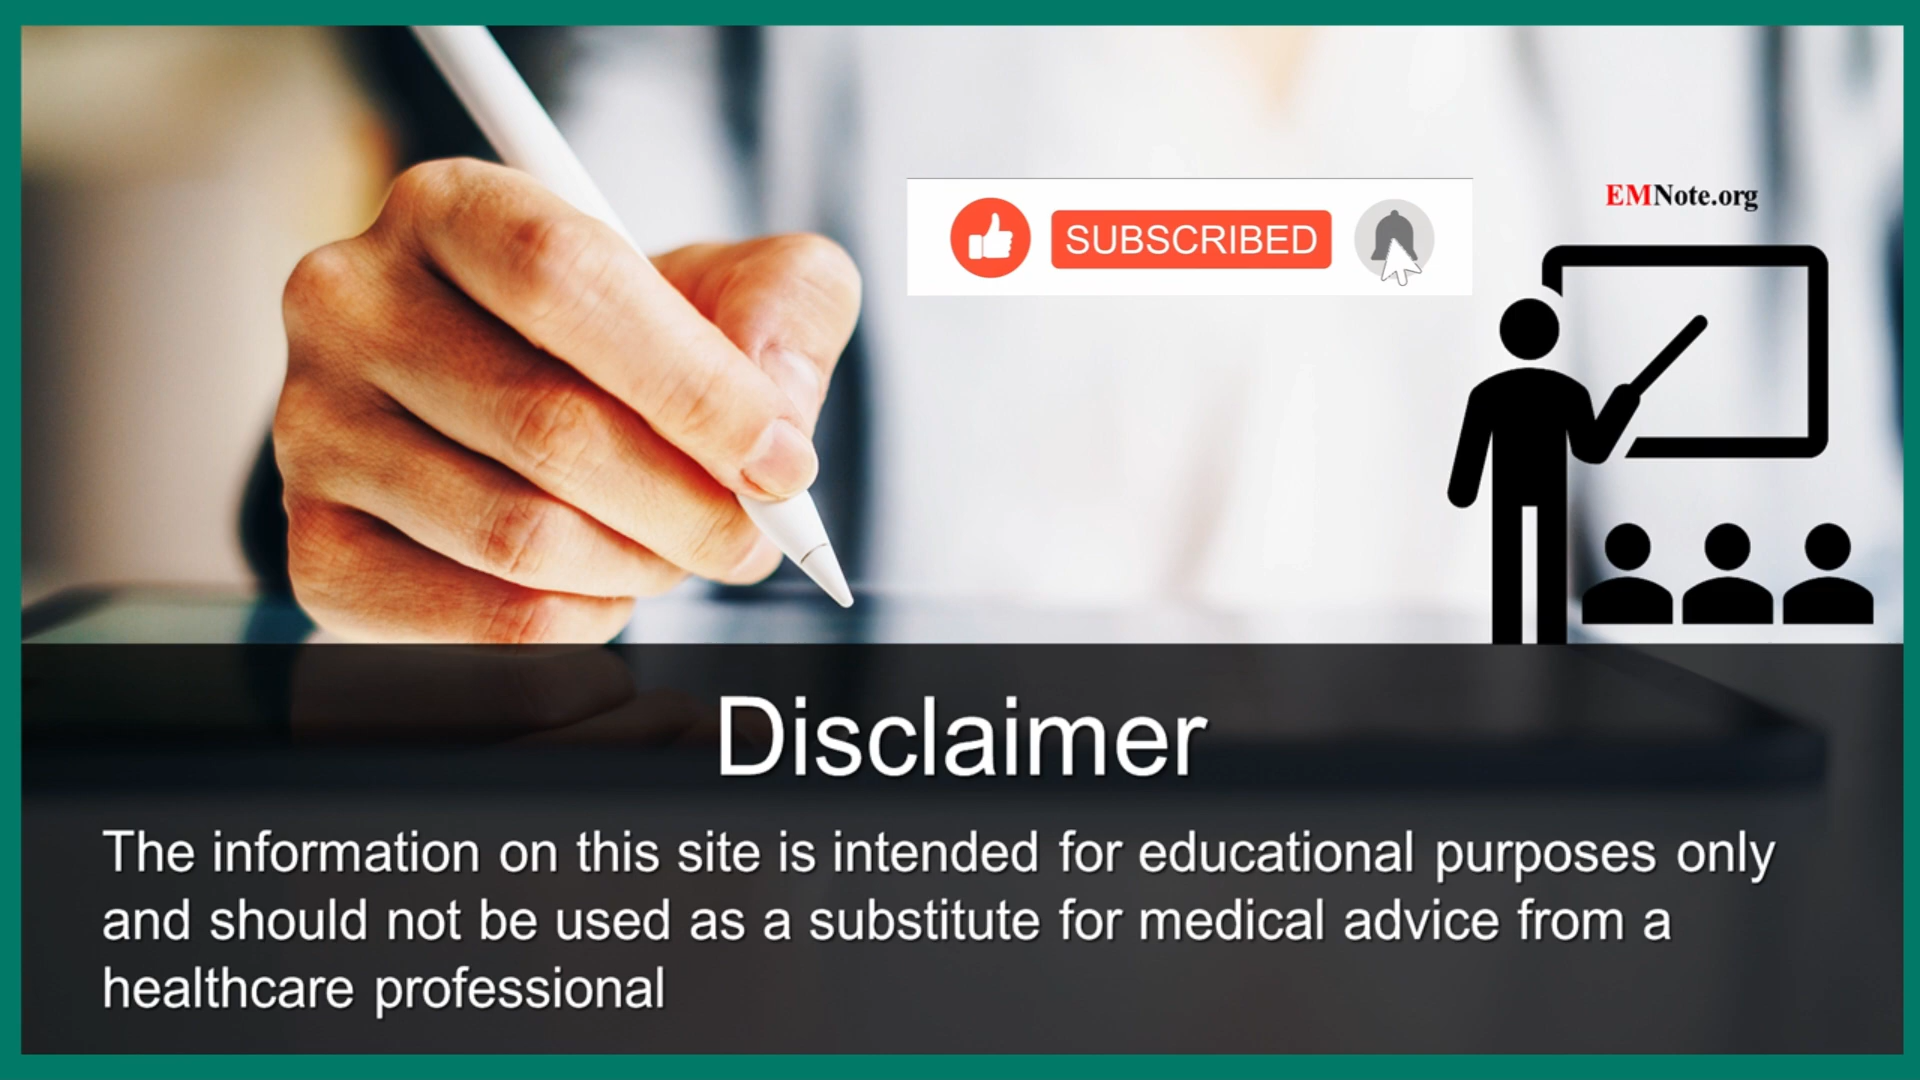 SUBSCRIBED
EMNote.org
Disclaimer
The information on this site is intended for educational purposes only
and should not be used as a substitute for medical advice from a
healthcare professional